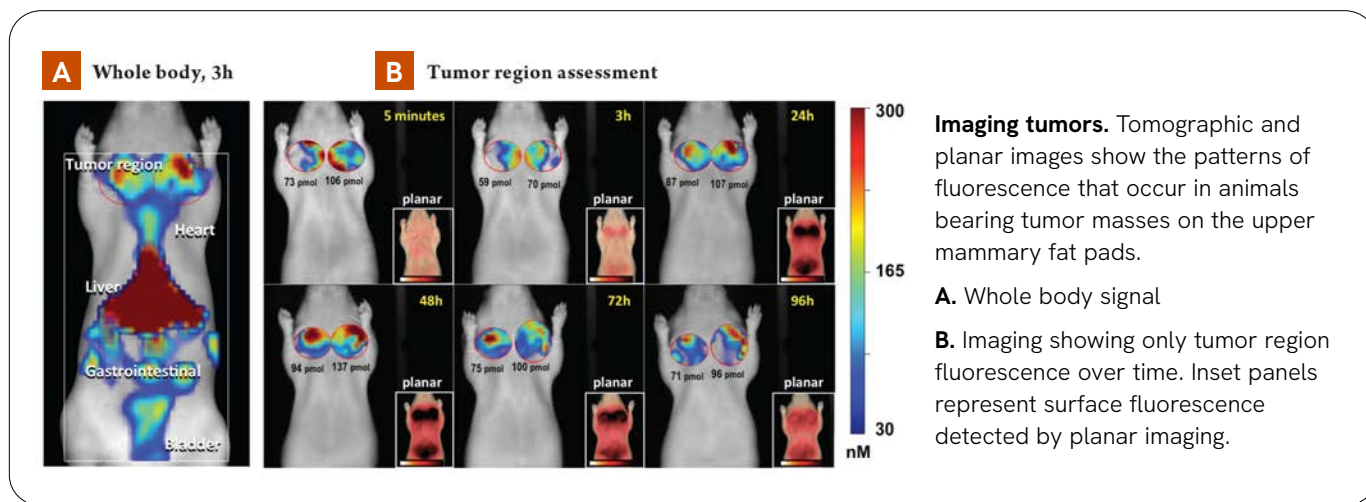 A Whole body, 3h
B Tumor region assessment
Tumor region
Heart
Liver
Gastrointestinal
Bladder
5 minutes
73 pmol 106 pmol
planar
3h
59 pmol 70 pmol
planar
24h
87 pmol 107 pmol
planar
48h
94 pmol 137 pmol
planar
72h
75 pmol 100 pmol
planar
96h
71 pmol 96 pmol
planar
300
165
30
nM
Imaging tumors. Tomographic and
planar images show the patterns of
fluorescence that occur in animals
bearing tumor masses on the upper
mammary fat pads.
A. Whole body signal
B. Imaging showing only tumor region
fluorescence over time. Inset panels
represent surface fluorescence
detected by planar imaging.